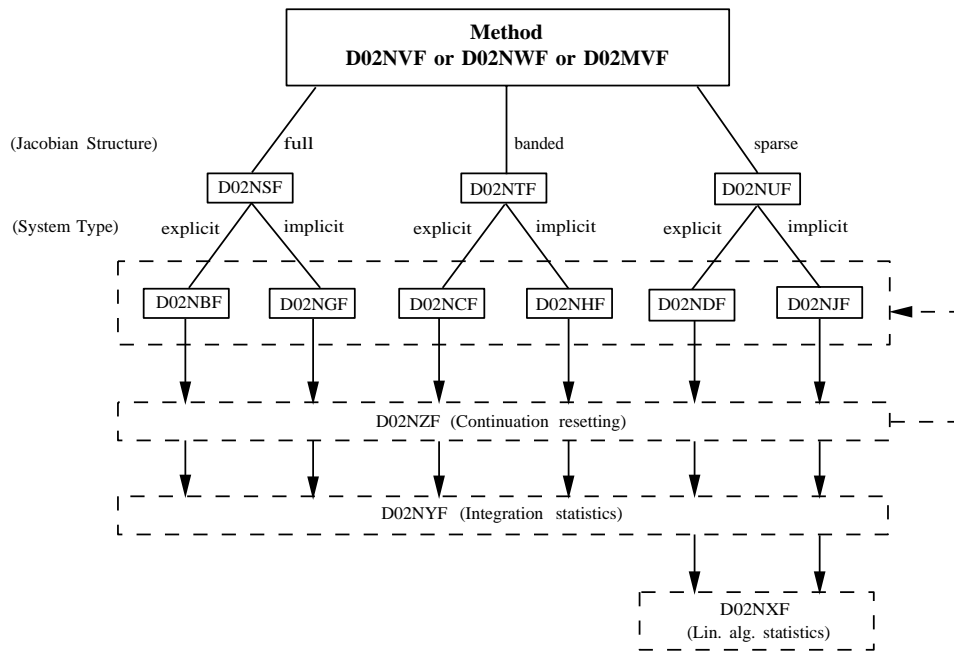 Method
D02NVF or D02NWF or D02MVF
(Jacobian Structure)
full
banded
sparse
D02NSF
D02NTF
D02NUF
(System Type)
explicit
implicit
explicit
implicit
explicit
implicit
D02NBF
D02NGF
D02NCF
D02NHF
D02NDF
D02NJF
D02NZF (Continuation resetting)
D02NYF (Integration statistics)
D02NXF
(Lin. alg. statistics)